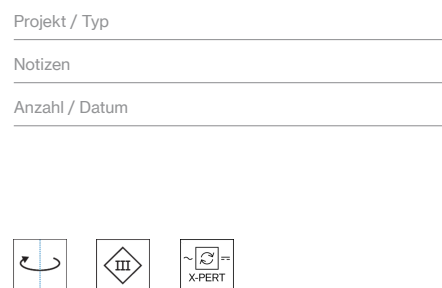 Projekt / Typ
Notizen
Anzahl / Datum
III
X-PERT